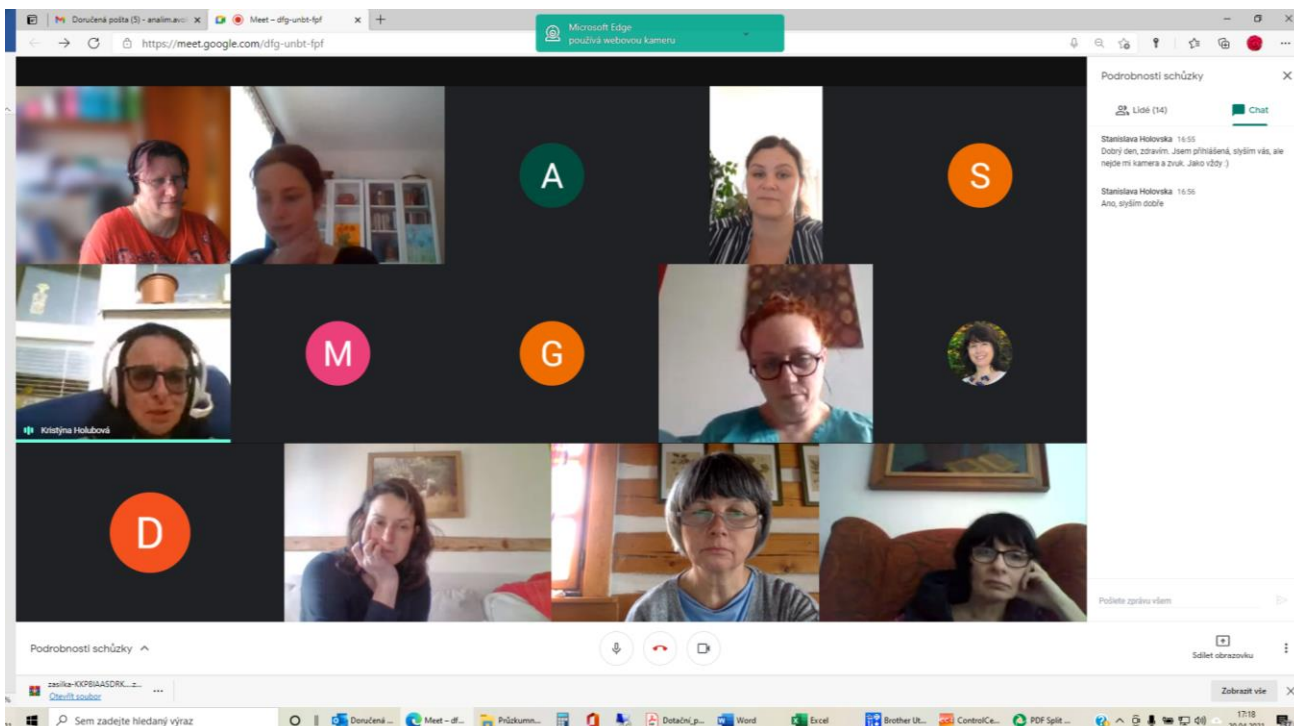 Doručená pošta (5) - analim.avo
Meet – dfg-unbt-fpf
https://meet.google.com/dfg-unbt-fpf
Microsoft Edge
používá webovou kameru
Podrobnosti schůzky
Lidé (14)
Chat
Stanislava Holovska 16:55
Dobrý den, zdravím. Jsem přihlášená, slyším vás, ale
nejde mi kamera a zvuk. Jako vždy :)
Stanislava Holovska 16:56
Ano, slyším dobře
A
S
Kristýna Holubová
M
G
D
Pošlete zprávu všem
Podrobnosti schůzky
Sdílet obrazovku
Otevřít soubor
Zobrazit vše
Sem zadejte hledaný výraz
Doručená ...
Meet – df...
Průzkumn...
Dotační_p...
Word
Excel
Brother Ut...
ControlCe...
PDF Split ...
17:18